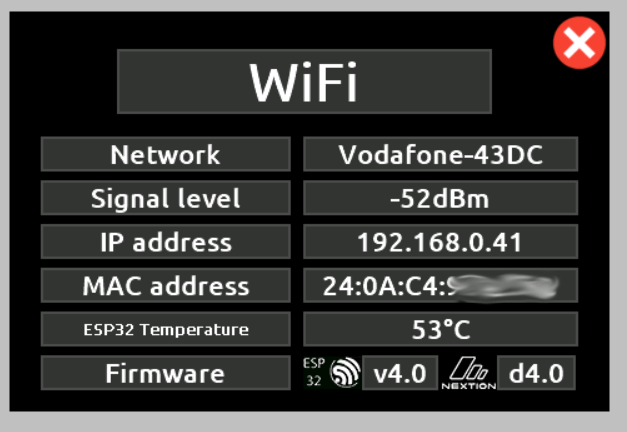 WiFi
Network Vodafone-43DC
Signal level -52dBm
IP address 192.168.0.41
MAC address 24:0A:C4:
ESP32 Temperature 53°C
Firmware ESP 32 v4.0 NEXTION d4.0